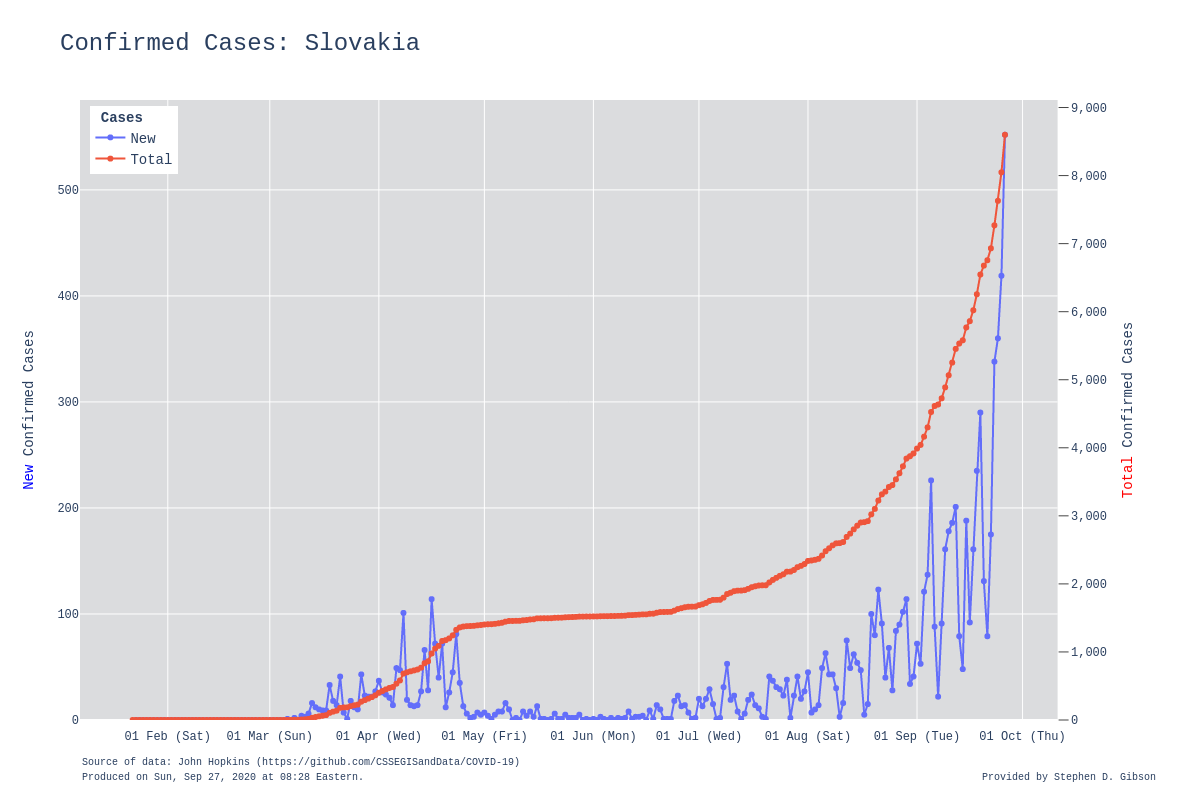 Confirmed Cases: Slovakia
Cases
New
Total
500
400
300
200
100
0
9,000
8,000
7,000
6,000
5,000
4,000
3,000
2,000
1,000
0
New Confirmed Cases
Total Confirmed Cases
01 Feb (Sat) 01 Mar (Sun) 01 Apr (Wed) 01 May (Fri) 01 Jun (Mon) 01 Jul (Wed) 01 Aug (Sat) 01 Sep (Tue) 01 Oct (Thu)
Source of data: John Hopkins (https://github.com/CSSEGISandData/COVID-19)
Produced on Sun, Sep 27, 2020 at 08:28 Eastern.
Provided by Stephen D. Gibson